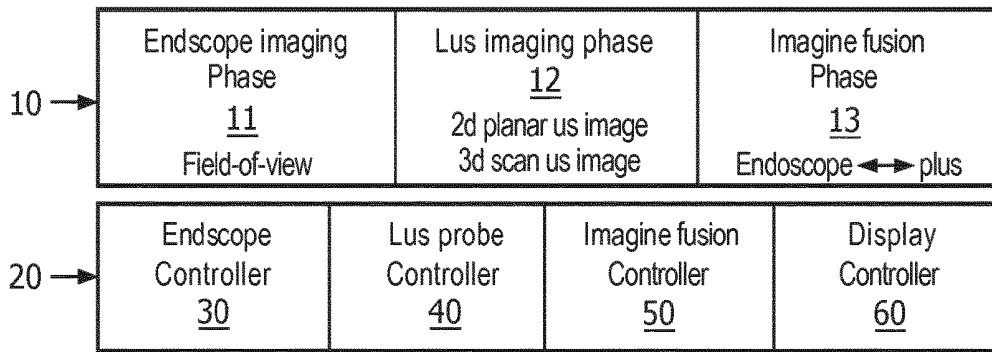 Endscope imaging
Phase
11
Field-of-view
Lus imaging phase
12
2d planar us image
3d scan us image
Imagine fusion
Phase
13
Endoscope ↔ plus
10
Endscope
Controller
30
Lus probe
Controller
40
Imagine fusion
Controller
50
Display
Controller
60
20